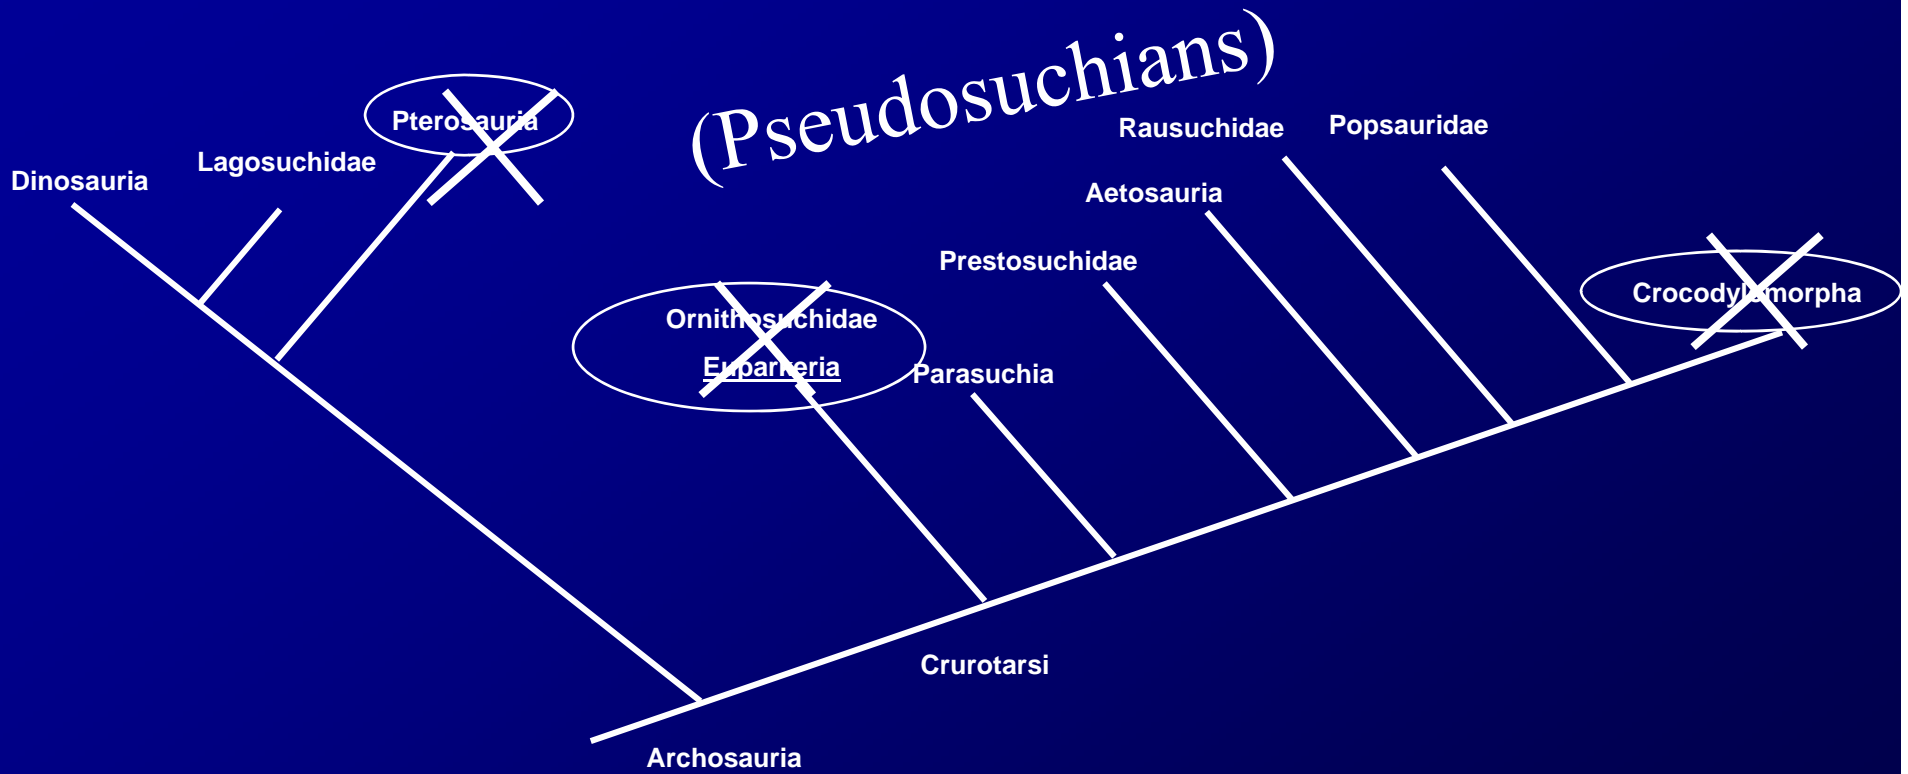 (Pseudosuchians)
Pterosauria
Rausuchidae
Popsauridae
Lagosuchidae
Dinosauria
Aetosauria
Prestosuchidae
Crocodylomorpha
Ornithosuchidae
Euparkeria
Parasuchia
Crurotarsi
Archosauria